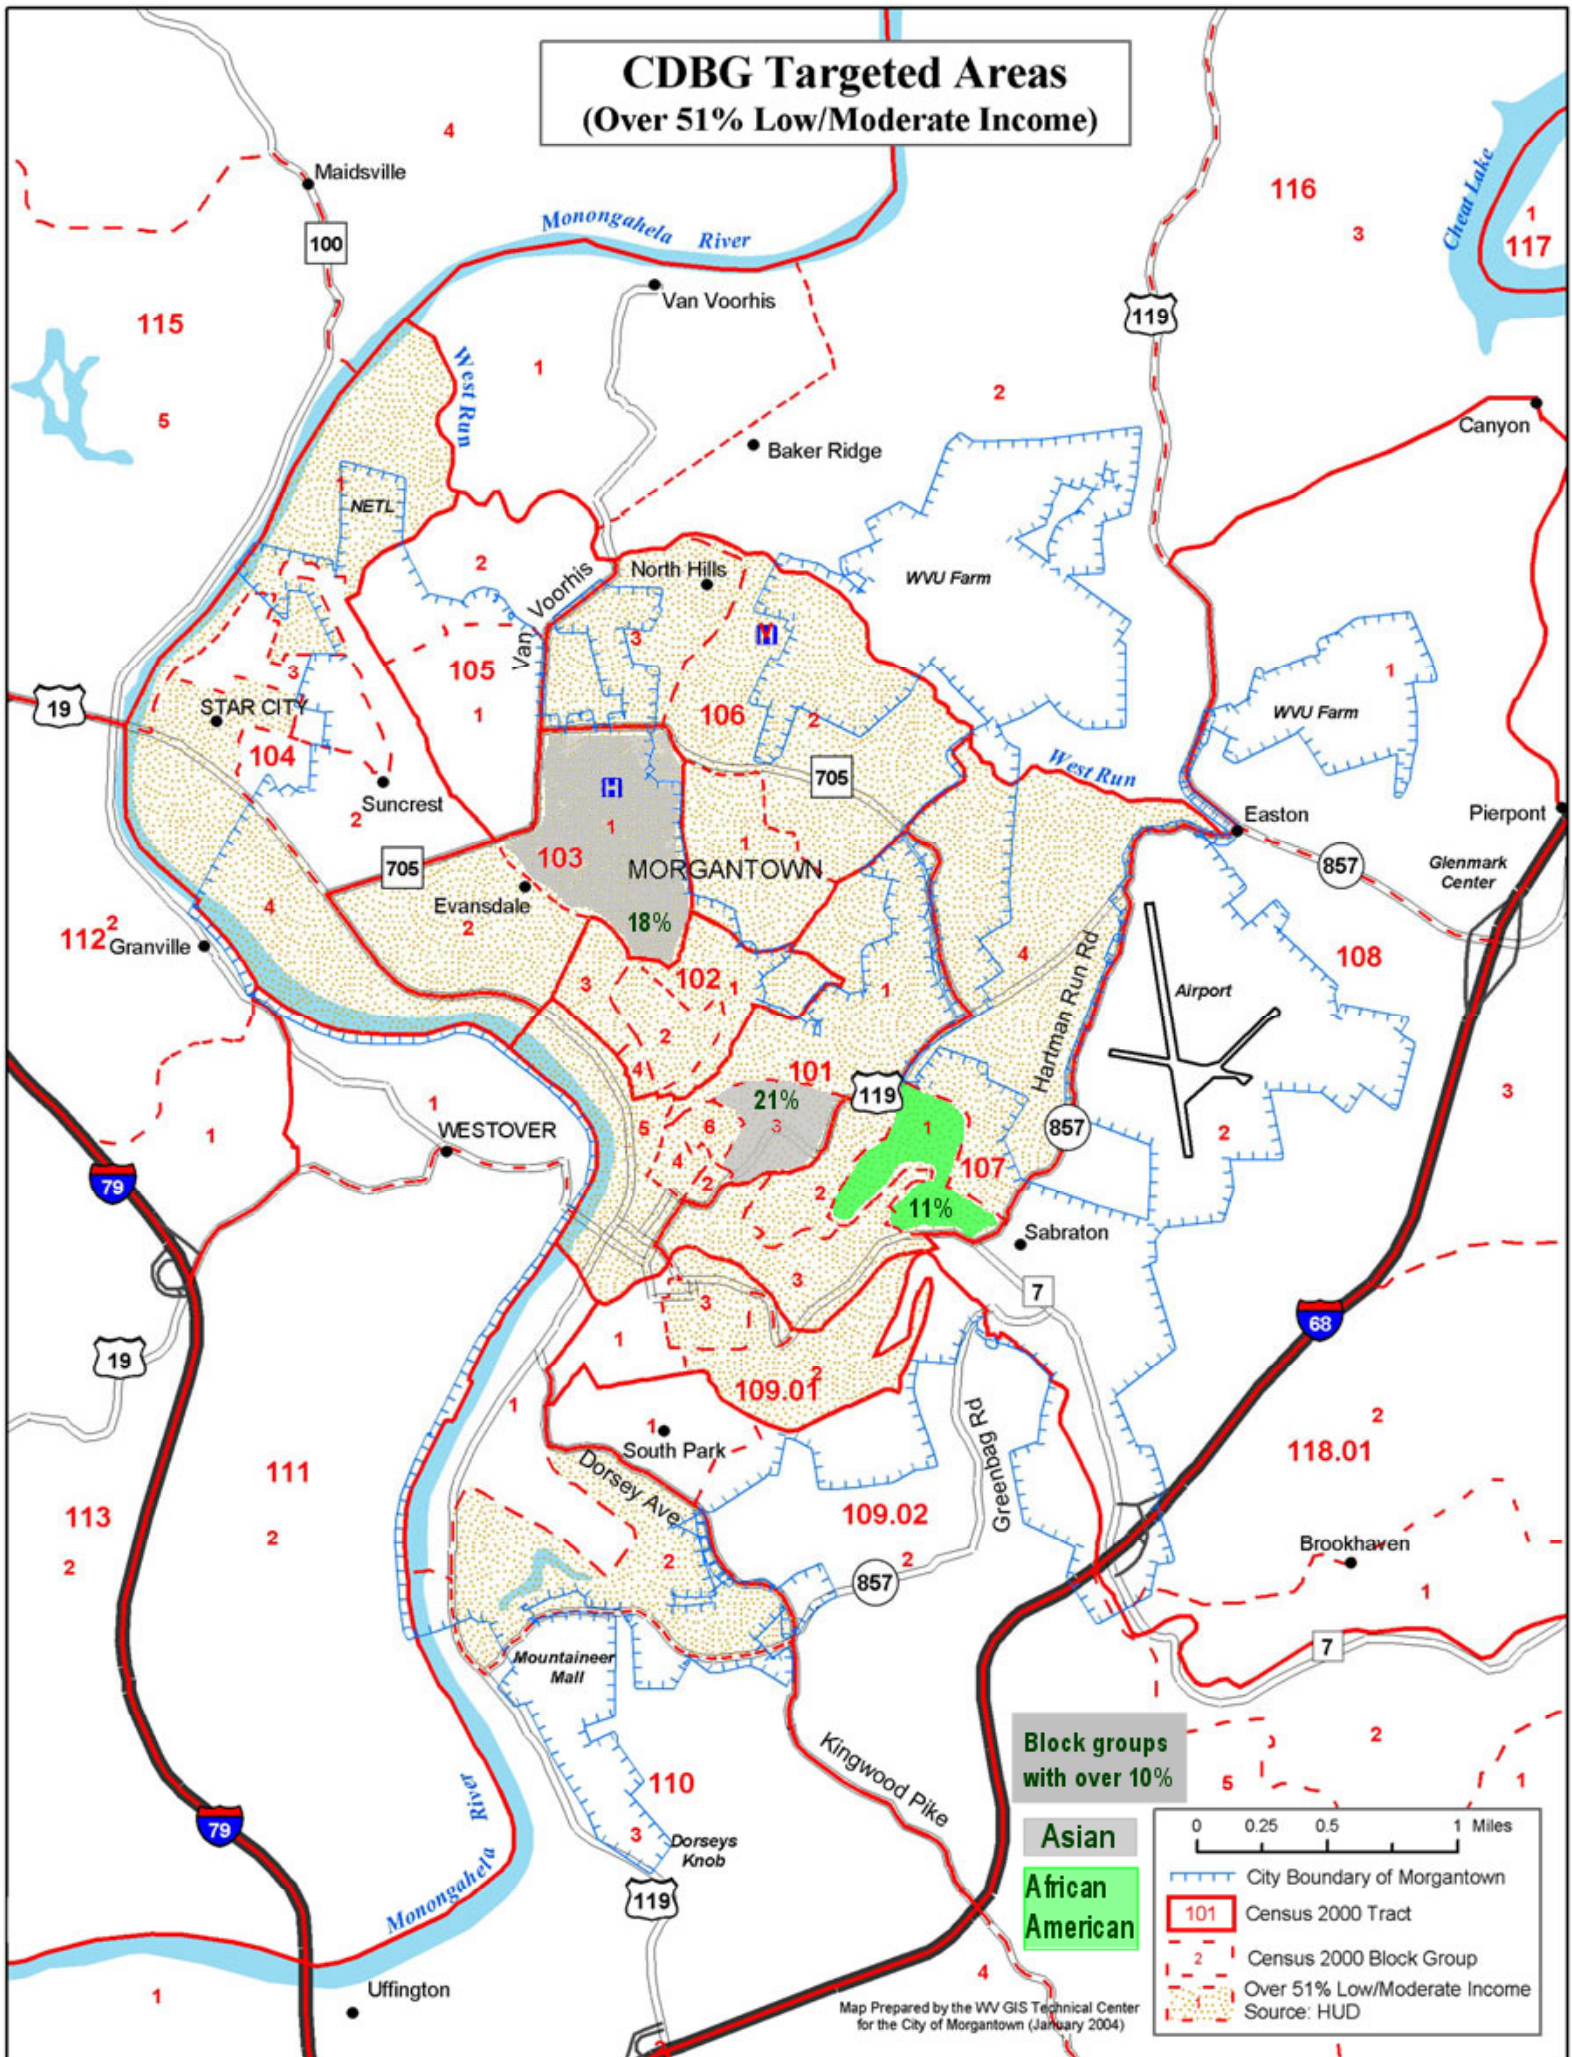 CDBG Targeted Areas
(Over 51% Low/Moderate Income)
4
Maidsville
116
Cheat Lake
1
117
3
100
Monongahela River
Van Voorhis
119
115
1
West Run
2
5
Canyon
Baker Ridge
1
NETL
2
North Hills
WVU Farm
Van Voorhis
3
105
3
1
19
STAR CITY
1
106
2
WVU Farm
104
West Run
705
Suncrest
2
Easton
Pierpont
1
1
103
MORGANTOWN
705
857
Glenmark
Center
Evansdale
4
18%
2
112
2
Granville
4
108
3
102
1
1
Airport
2
Hartman Run Rd
4
101
119
21%
3
1
5
6
3
1
857
2
WESTOVER
1
4
107
2
2
79
11%
Sabraton
3
7
3
68
19
1
2
109.01
1
1
2
South Park
Greenbag Rd
118.01
111
Dorsey Ave
113
109.02
2
2
2
2
Brookhaven
857
1
7
Mountaineer
Mall
Block groups
with over 10%
2
Kingwood Pike
110
5
1
79
River
3
Dorseys
Knob
Asian
0 0.25 0.5 1 Miles
City Boundary of Morgantown
Monongahela
119
African
American
101
Census 2000 Tract
2
Census 2000 Block Group
4
1
Over 51% Low/Moderate Income
Source: HUD
1
Uffington
Map Prepared by the WV GIS Technical Center
for the City of Morgantown (January 2004)